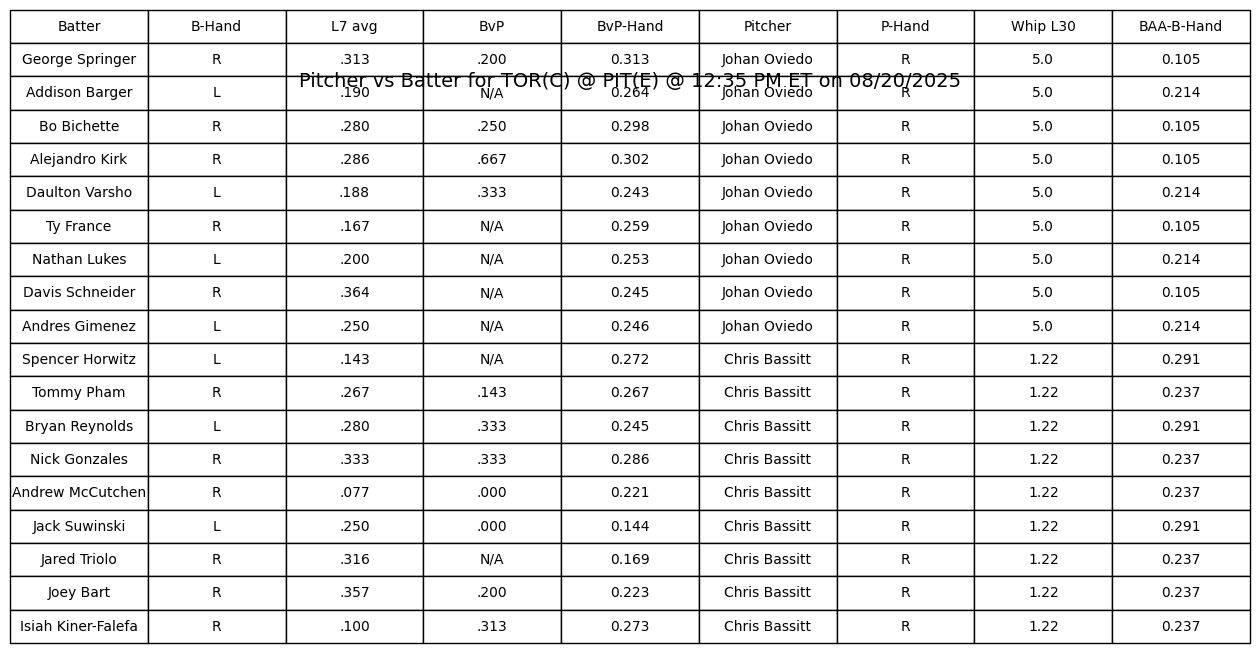 Batter B-Hand L7 avg BvP BvP-Hand Pitcher P-Hand Whip L30 BAA-B-Hand
George Springer R .313 .200 0.313 Johan Oviedo R 5.0 0.105
Pitcher vs Batter for TOR(C) @ PIT(E) @ 12:35 PM ET on 08/20/2025
Addison Barger L .190 N/A 0.264 Johan Oviedo R 5.0 0.214
Bo Bichette R .280 .250 0.298 Johan Oviedo R 5.0 0.105
Alejandro Kirk R .286 .667 0.302 Johan Oviedo R 5.0 0.105
Daulton Varsho L .188 .333 0.243 Johan Oviedo R 5.0 0.214
Ty France R .167 N/A 0.259 Johan Oviedo R 5.0 0.105
Nathan Lukes L .200 N/A 0.253 Johan Oviedo R 5.0 0.214
Davis Schneider R .364 N/A 0.245 Johan Oviedo R 5.0 0.105
Andres Gimenez L .250 N/A 0.246 Johan Oviedo R 5.0 0.214
Spencer Horwitz L .143 N/A 0.272 Chris Bassitt R 1.22 0.291
Tommy Pham R .267 .143 0.267 Chris Bassitt R 1.22 0.237
Bryan Reynolds L .280 .333 0.245 Chris Bassitt R 1.22 0.291
Nick Gonzales R .333 .333 0.286 Chris Bassitt R 1.22 0.237
Andrew McCutchen R .077 .000 0.221 Chris Bassitt R 1.22 0.237
Jack Suwinski L .250 .000 0.144 Chris Bassitt R 1.22 0.291
Jared Triolo R .316 N/A 0.169 Chris Bassitt R 1.22 0.237
Joey Bart R .357 .200 0.223 Chris Bassitt R 1.22 0.237
Isiah Kiner-Falefa R .100 .313 0.273 Chris Bassitt R 1.22 0.237